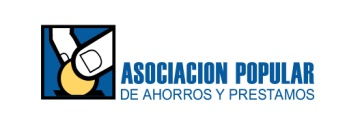 ASOCIACION POPULAR
DE AHORROS Y PRESTAMOS